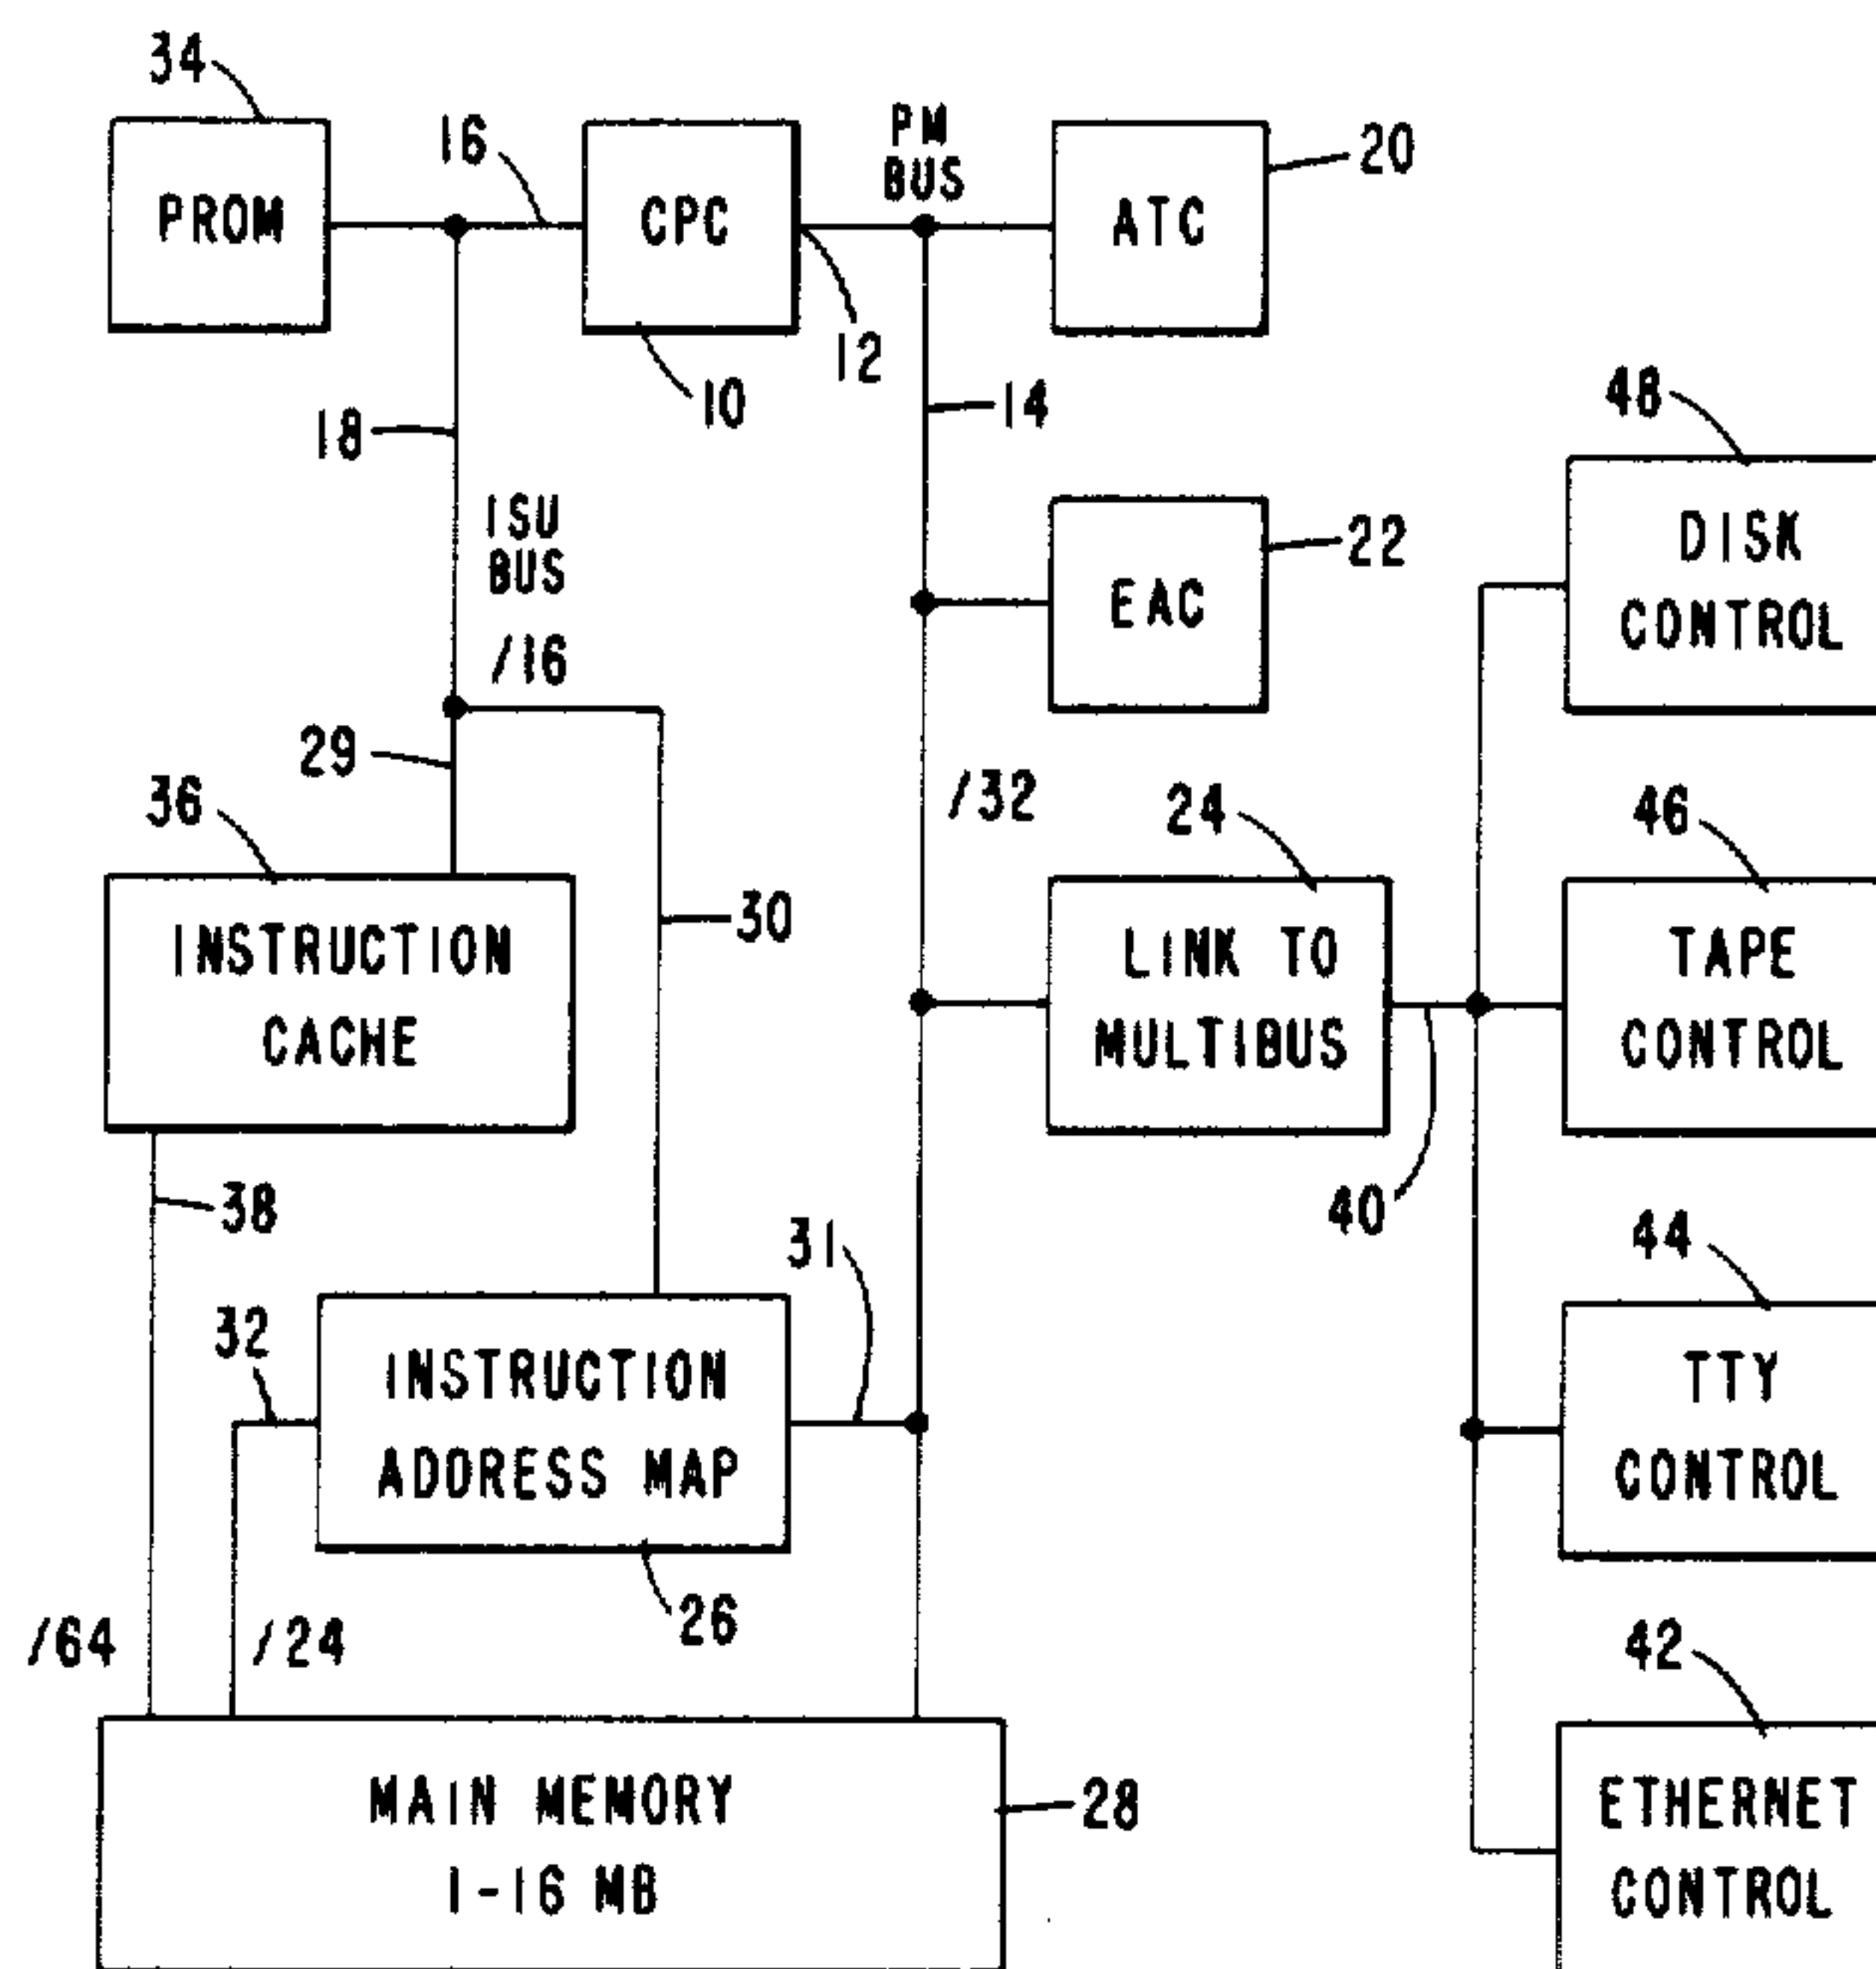 34
16
PM
BUS
20
PROM
CPC
ATC
12
10
14
18
48
ISU
BUS
22
DISK
CONTROL
EAC
/16
29
36
/32
24
46
30
INSTRUCTION
CACHE
LINK TO
MULTIBUS
TAPE
CONTROL
38
40
31
44
32
INSTRUCTION
ADDRESS MAP
TTY
CONTROL
26
/64
/24
42
MAIN MEMORY
1-16 MB
28
ETHERNET
CONTROL